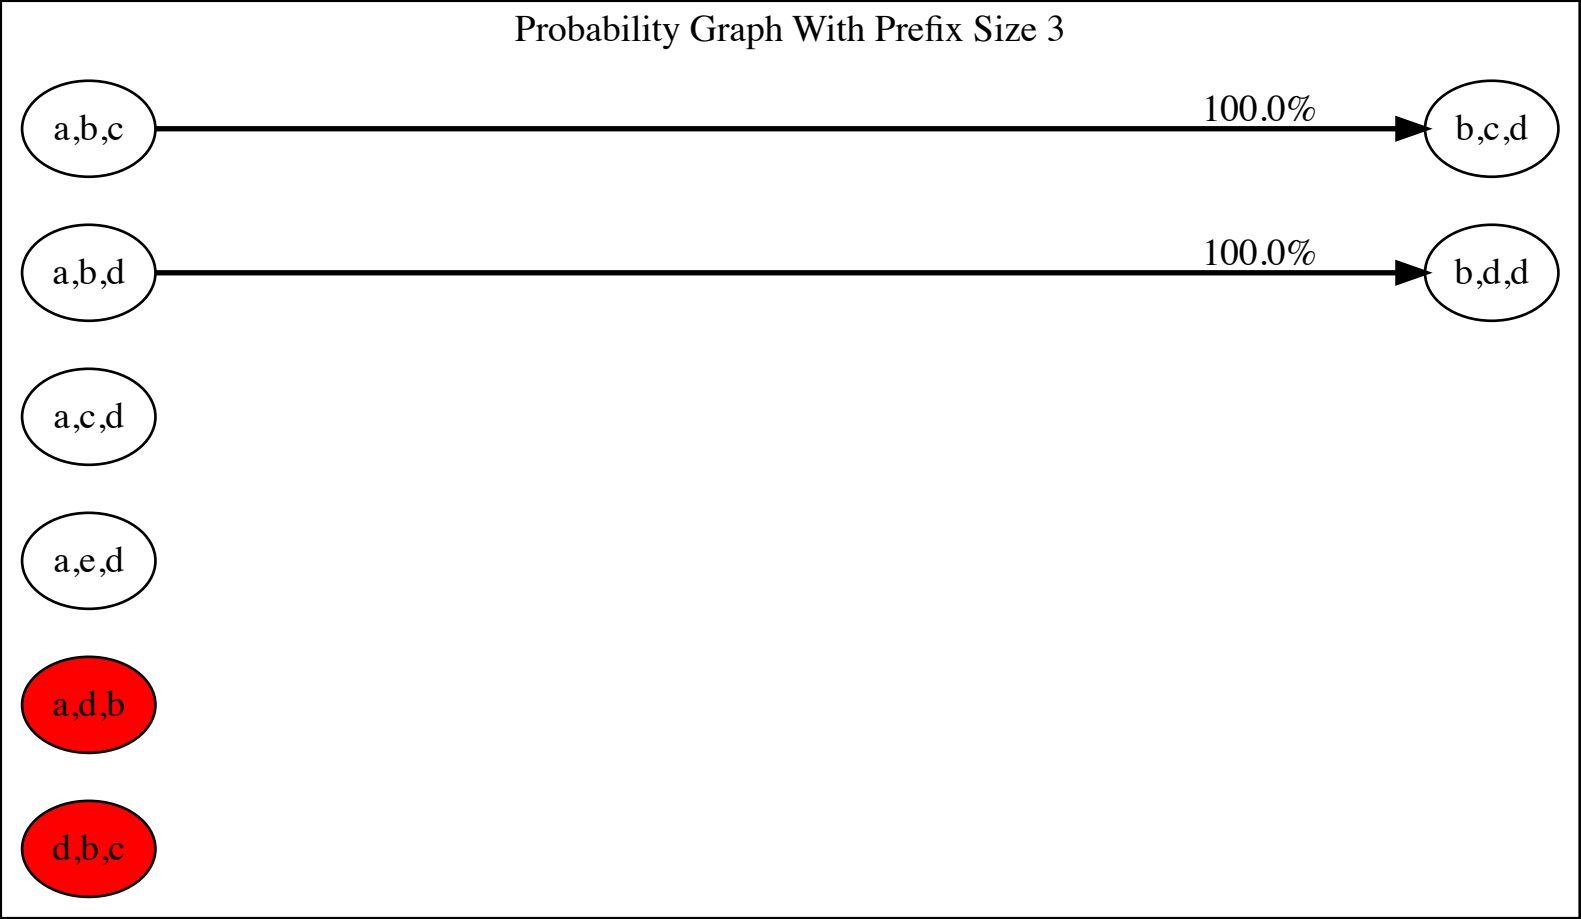 Probability Graph With Prefix Size 3
a,b,c
100.0%
b,c,d
a,b,d
100.0%
b,d,d
a,c,d
a,e,d
a,d,b
d,b,c